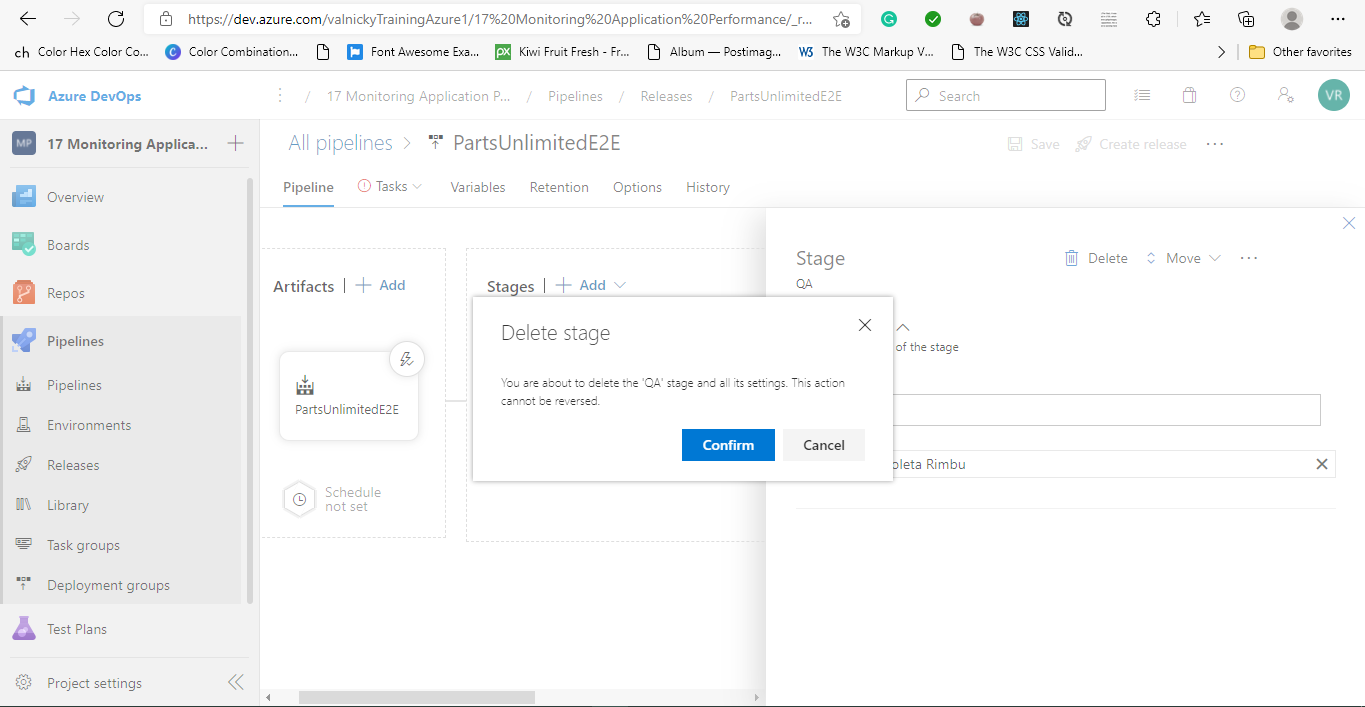 https://dev.azure.com/valnickyTrainingAzure1/17%20Monitoring%20Application%20Performance/_r...
ch Color Hex Color Co... C Color Combination... Font Awesome Exa... px Kiwi Fruit Fresh - Fr... Album — Postimag... W3 The W3C Markup V... The W3C CSS Valid... Other favorites
Azure DevOps / 17 Monitoring Application P... / Pipelines / Releases / PartsUnlimitedE2E Search VR
MP 17 Monitoring Applica...
Overview
Boards
Repos
Pipelines
Pipelines
Environments
Releases
Library
Task groups
Deployment groups
Test Plans
Project settings
All pipelines > PartsUnlimitedE2E Save Create release ...
Pipeline Tasks Variables Retention Options History
Artifacts | + Add
PartsUnlimitedE2E
Schedule
not set
Stages | + Add
Stage Delete Move ...
QA
of the stage
oleta Rimbu
Delete stage
You are about to delete the 'QA' stage and all its settings. This action
cannot be reversed.
Confirm Cancel